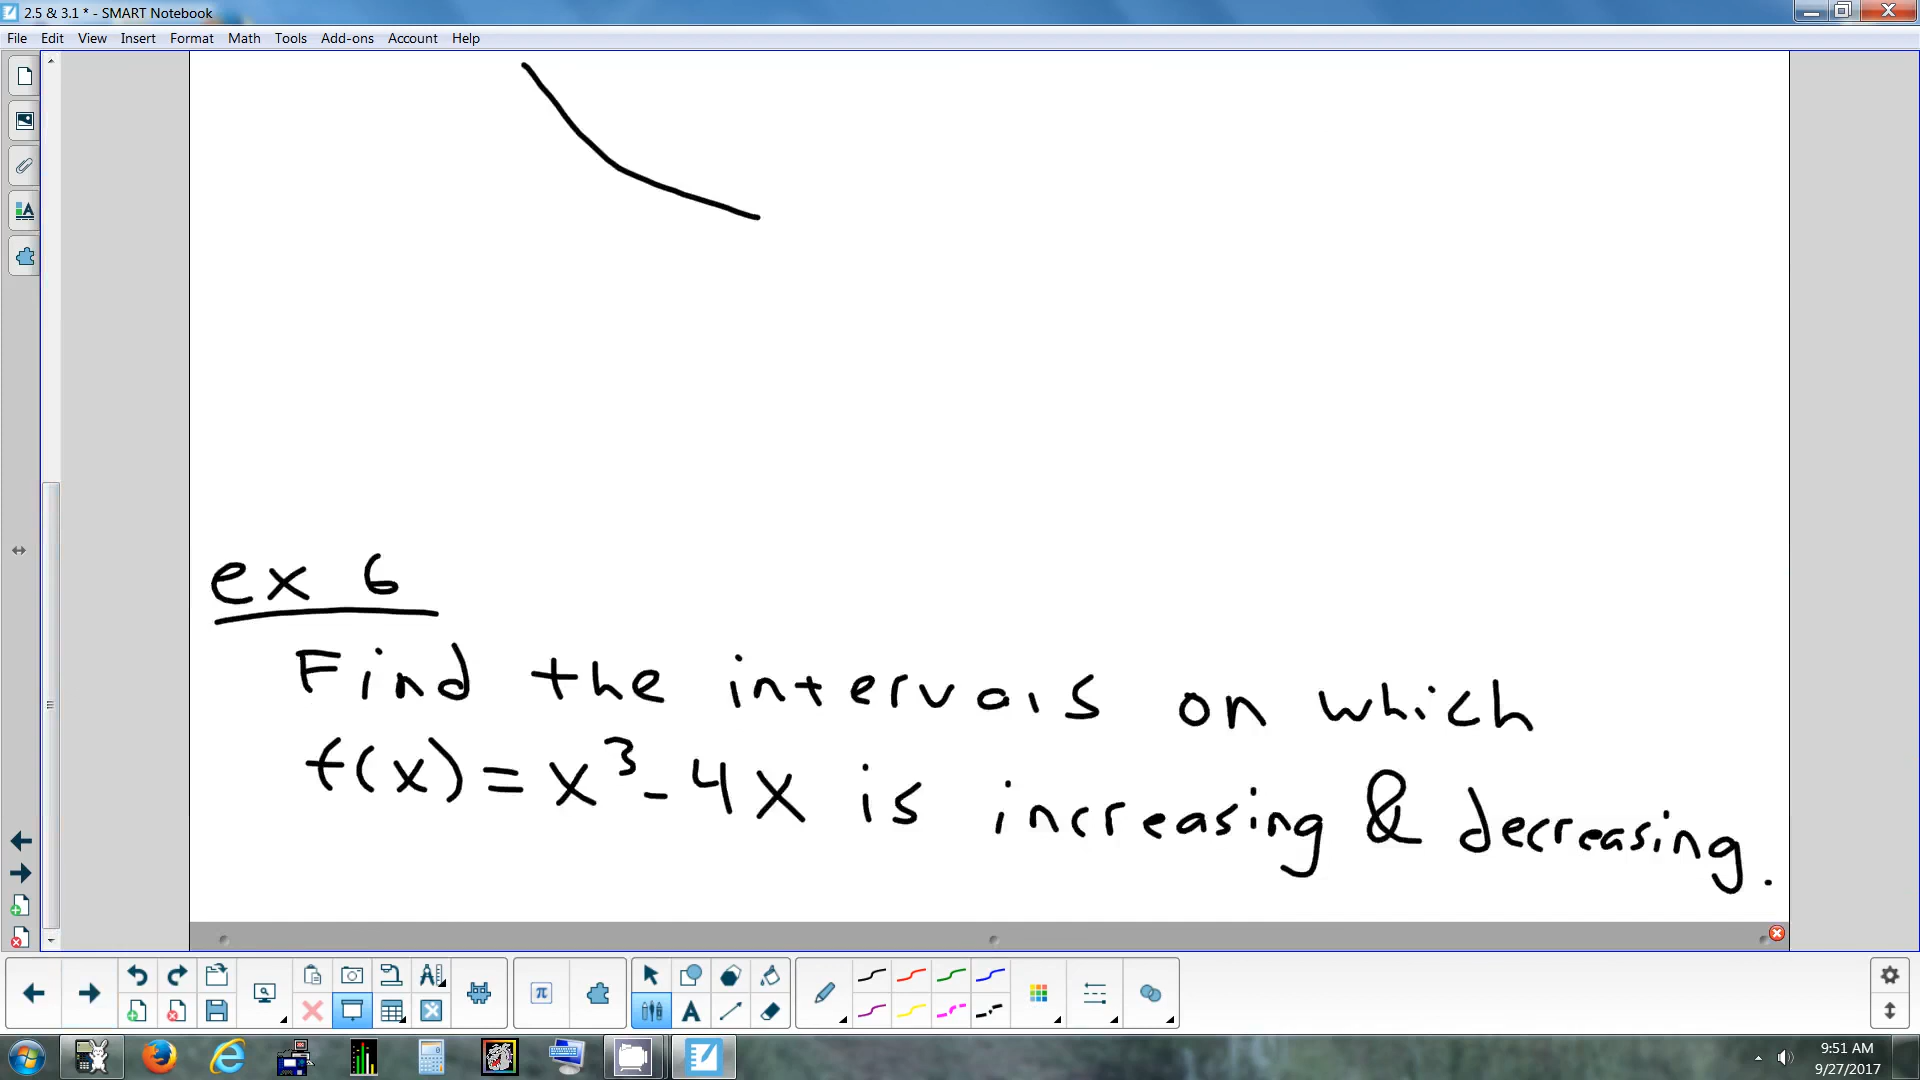 2.5 & 3.1 * - SMART Notebook
File Edit View Insert Format Math Tools Add-ons Account Help
ex 6
Find the intervals on which
f(x) = x³ - 4x is increasing & decreasing.
π
A
9:51 AM
9/27/2017